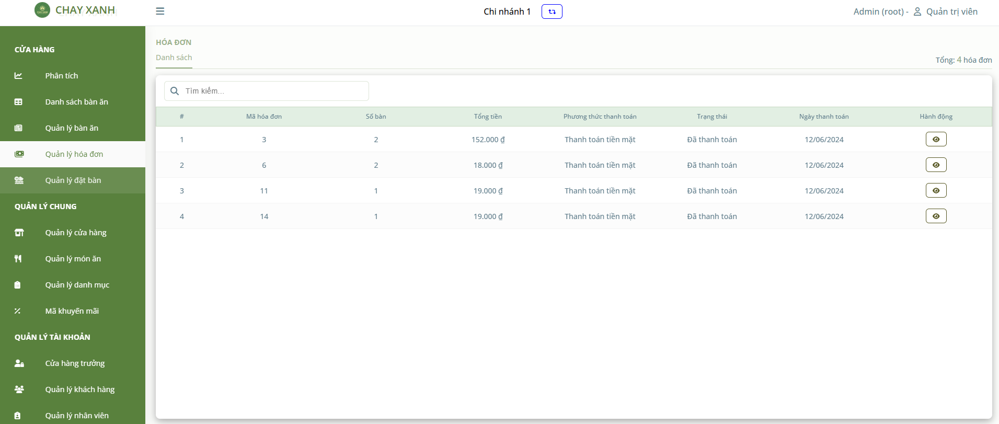 CHAY XANH
Chi nhánh 1
Admin (root) - Quản trị viên
CỬA HÀNG
Phân tích
Danh sách bàn ăn
Quản lý bàn ăn
Quản lý hóa đơn
Quản lý đặt bàn
QUẢN LÝ CHUNG
Quản lý cửa hàng
Quản lý món ăn
Quản lý danh mục
Mã khuyến mãi
QUẢN LÝ TÀI KHOẢN
Cửa hàng trưởng
Quản lý khách hàng
Quản lý nhân viên
HÓA ĐƠN
Danh sách
Tổng: 4 hóa đơn
Tìm kiếm...
# Mã hóa đơn Số bàn Tổng tiền Phương thức thanh toán Trạng thái Ngày thanh toán Hành động
1 3 2 152.000 ₫ Thanh toán tiền mặt Đã thanh toán 12/06/2024
2 6 2 18.000 ₫ Thanh toán tiền mặt Đã thanh toán 12/06/2024
3 11 1 19.000 ₫ Thanh toán tiền mặt Đã thanh toán 12/06/2024
4 14 1 19.000 ₫ Thanh toán tiền mặt Đã thanh toán 12/06/2024